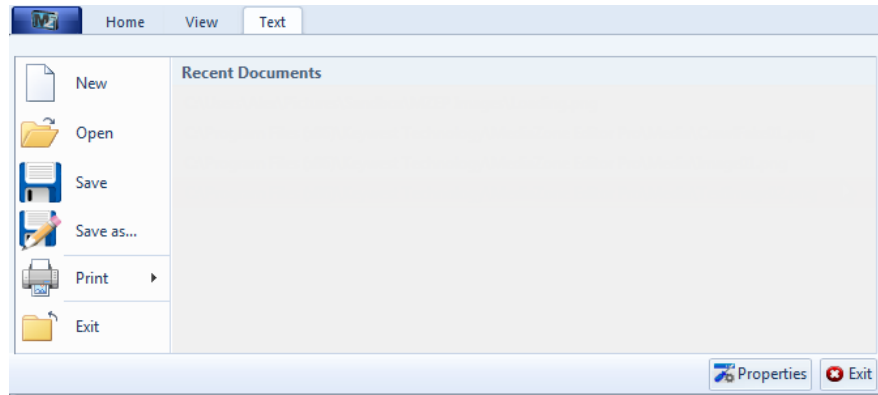 Home View Text
New
Recent Documents
Open
Save
Save as...
Print
Exit
Properties Exit